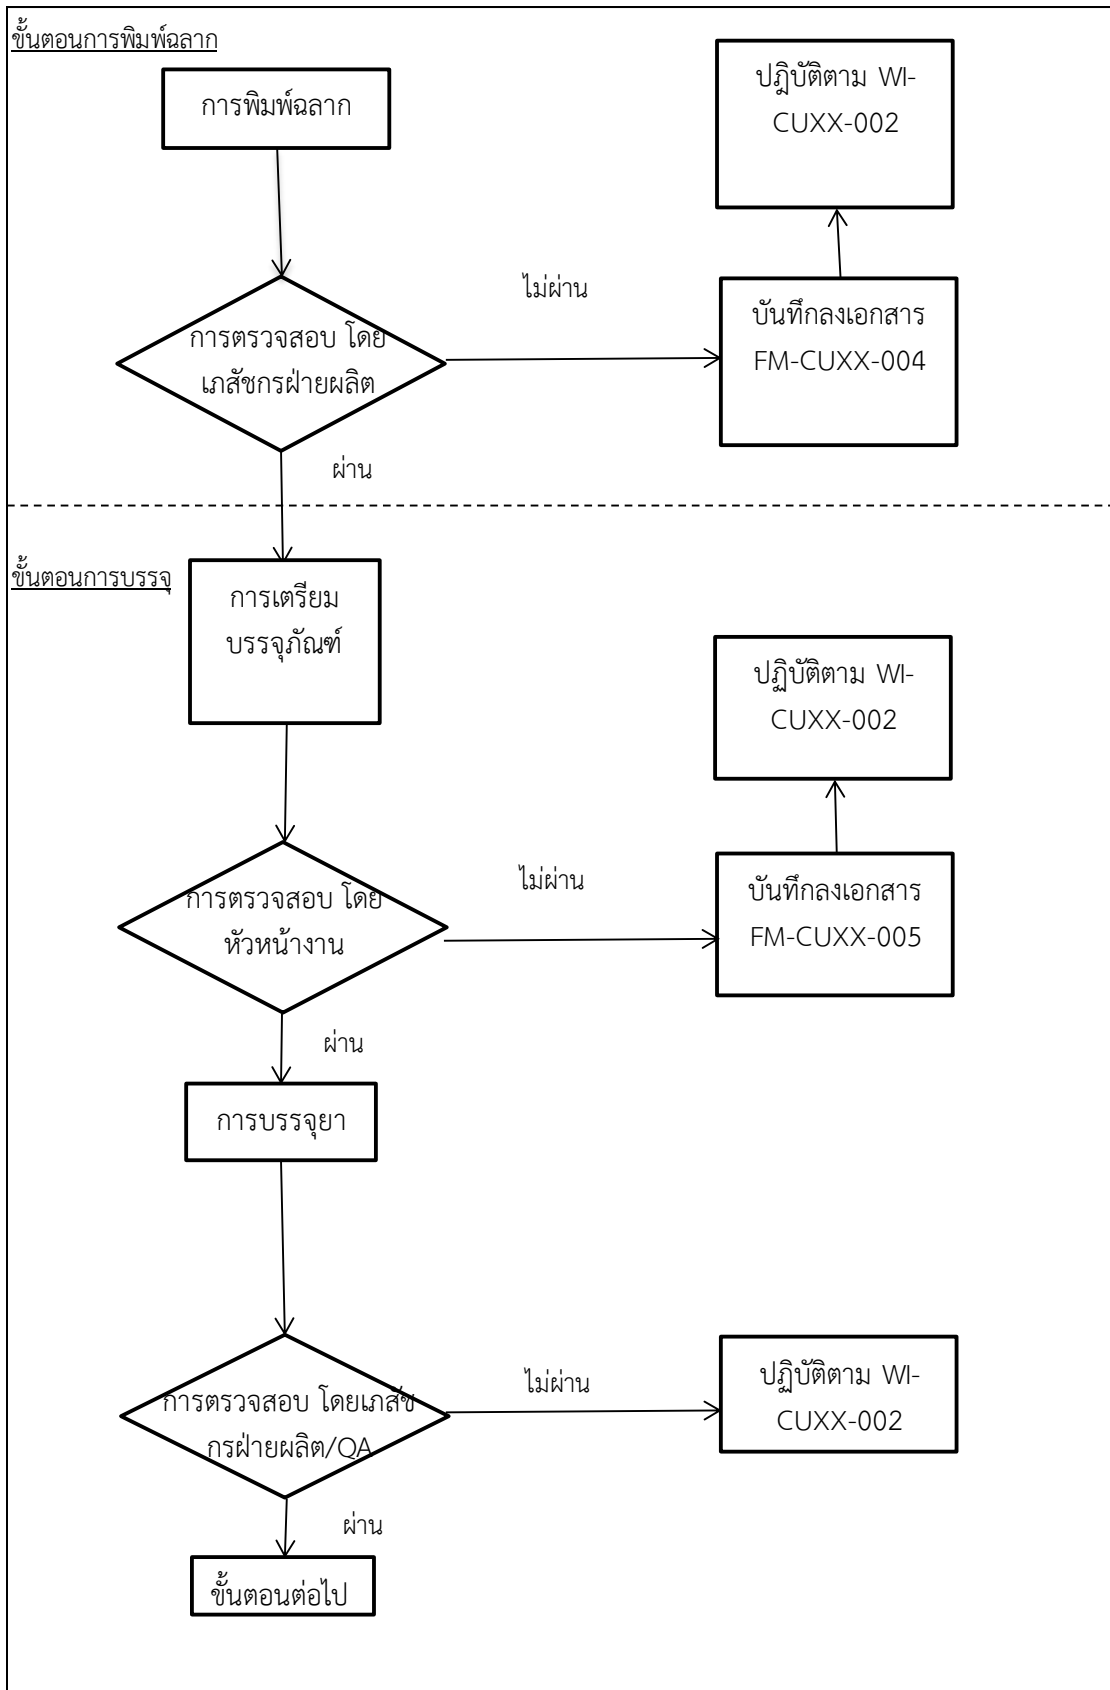 ขั้นตอนการพิมพ์ฉลาก
การพิมพ์ฉลาก
ปฎิบัติตาม WI-
CUXX-002
ไม่ผ่าน
การตรวจสอบ โดย
เภสัชกรฝ่ายผลิต
บันทึกลงเอกสาร
FM-CUXX-004
ผ่าน
ขั้นตอนการบรรจุ
การเตรียม
บรรจุภัณฑ์
ปฏิบัติตาม WI-
CUXX-002
ไม่ผ่าน
การตรวจสอบ โดย
หัวหน้างาน
บันทึกลงเอกสาร
FM-CUXX-005
ผ่าน
การบรรจุยา
ไม่ผ่าน
การตรวจสอบ โดยเภสัช
กรฝ่ายผลิต/QA
ปฏิบัติตาม WI-
CUXX-002
ผ่าน
ขั้นตอนต่อไป